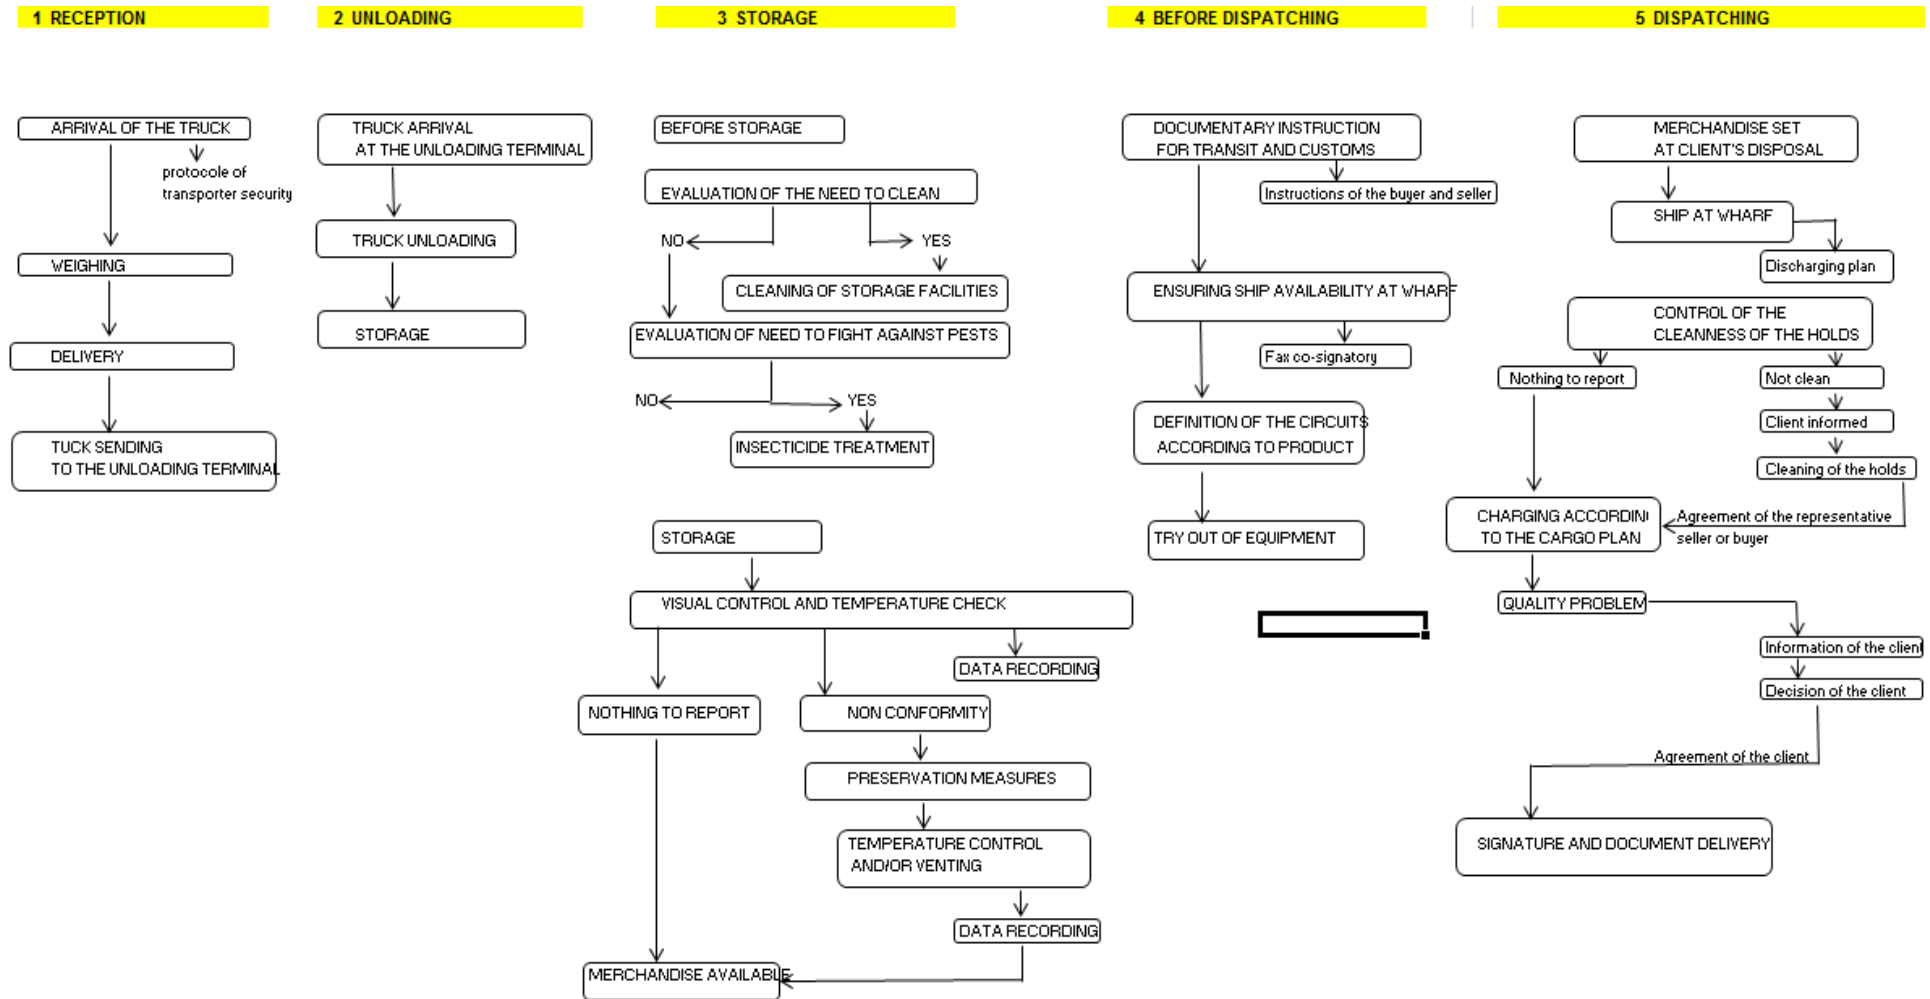 1 RECEPTION
2 UNLOADING
3 STORAGE
4 BEFORE DISPATCHING
5 DISPATCHING
ARRIVAL OF THE TRUCK
protocole of
transporter security
WEIGHING
DELIVERY
TUCK SENDING
TO THE UNLOADING TERMINAL
TRUCK ARRIVAL
AT THE UNLOADING TERMINAL
TRUCK UNLOADING
STORAGE
BEFORE STORAGE
EVALUATION OF THE NEED TO CLEAN
NO
YES
CLEANING OF STORAGE FACILITIES
EVALUATION OF NEED TO FIGHT AGAINST PESTS
NO
YES
INSECTICIDE TREATMENT
STORAGE
VISUAL CONTROL AND TEMPERATURE CHECK
DATA RECORDING
NOTHING TO REPORT
NON CONFORMITY
PRESERVATION MEASURES
TEMPERATURE CONTROL
AND/OR VENTING
DATA RECORDING
MERCHANDISE AVAILABLE
DOCUMENTARY INSTRUCTION
FOR TRANSIT AND CUSTOMS
Instructions of the buyer and seller
ENSURING SHIP AVAILABILITY AT WHARF
Fax co-signatory
DEFINITION OF THE CIRCUITS
ACCORDING TO PRODUCT
TRY OUT OF EQUIPMENT
MERCHANDISE SET
AT CLIENT'S DISPOSAL
SHIP AT WHARF
Discharging plan
CONTROL OF THE
CLEANNESS OF THE HOLDS
Nothing to report
Not clean
Client informed
Cleaning of the holds
CHARGING ACCORDIN
TO THE CARGO PLAN
Agreement of the representative
seller or buyer
QUALITY PROBLEM
Information of the client
Decision of the client
Agreement of the client
SIGNATURE AND DOCUMENT DELIVERY